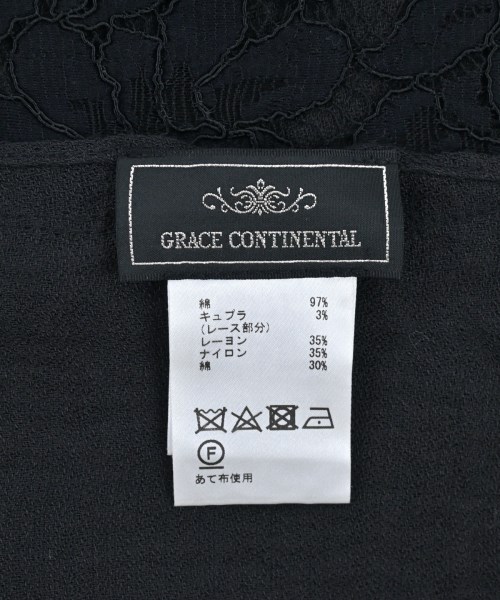 GRACE CONTINENTAL
綿 97%
キュプラ 3%
(レース部分)
レーヨン 35%
ナイロン 35%
綿 30%
F
あて布使用